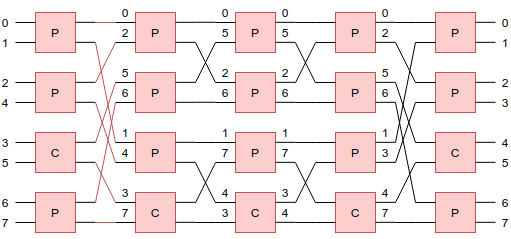 0 0 0 0
0 0
P 2 P 5 P 5 P 2 P
1 1
5 2 2 5
2 2
P 6 P 6 P 6 P 6 P
4 3
1 1 1 1
3 4
C 4 P 7 P 7 P 3 C
5 5
3 4 3 4
6 6
P 7 C 3 C 4 C 7 P
7 7